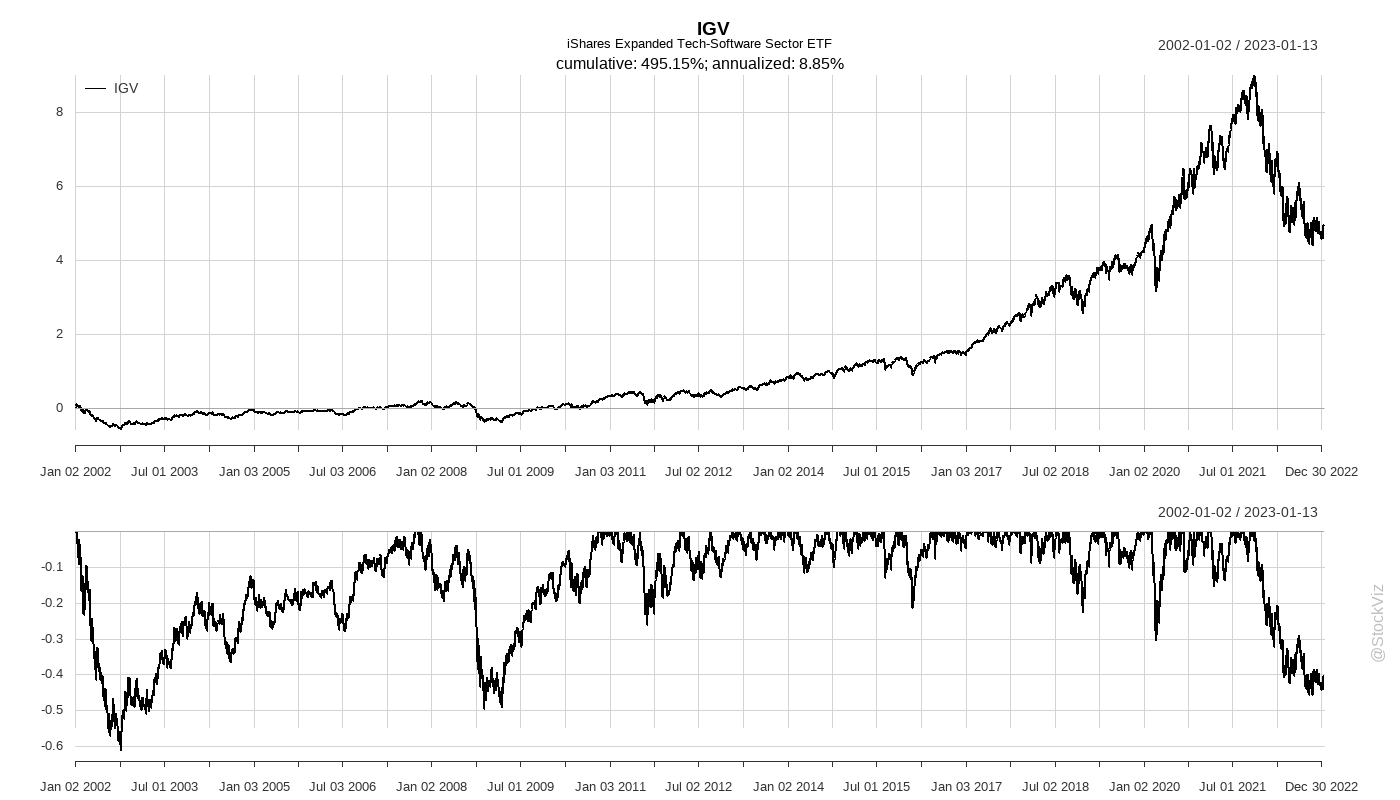 IGV
iShares Expanded Tech-Software Sector ETF
2002-01-02 / 2023-01-13
cumulative: 495.15%; annualized: 8.85%
IGV
8
6
4
2
0
Jan 02 2002 Jul 01 2003 Jan 03 2005 Jul 03 2006 Jan 02 2008 Jul 01 2009 Jan 03 2011 Jul 02 2012 Jan 02 2014 Jul 01 2015 Jan 03 2017 Jul 02 2018 Jan 02 2020 Jul 01 2021 Dec 30 2022
2002-01-02 / 2023-01-13
-0.1
-0.2
-0.3
-0.4
-0.5
-0.6
Jan 02 2002 Jul 01 2003 Jan 03 2005 Jul 03 2006 Jan 02 2008 Jul 01 2009 Jan 03 2011 Jul 02 2012 Jan 02 2014 Jul 01 2015 Jan 03 2017 Jul 02 2018 Jan 02 2020 Jul 01 2021 Dec 30 2022
@StockViz